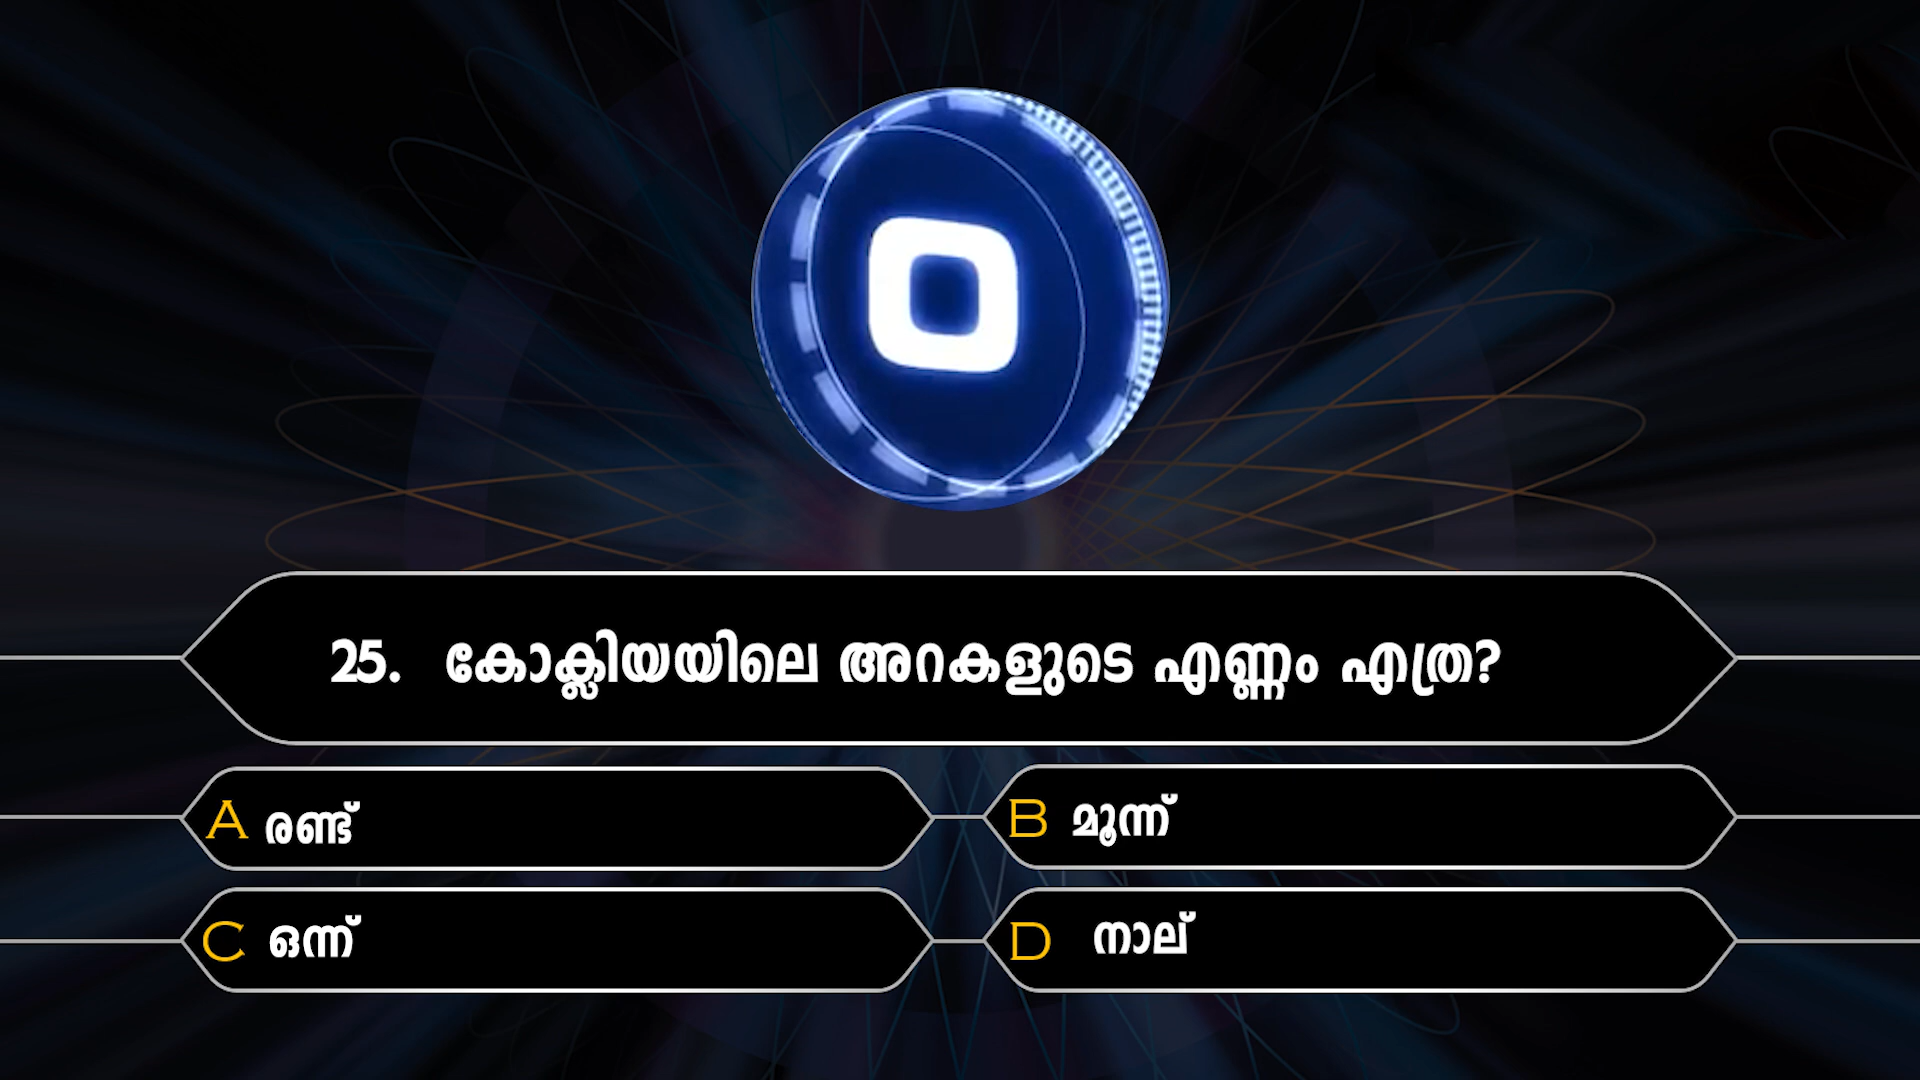 25. കോക്ലിയയിലെ അറകളുടെ എണ്ണം എത്ര?
A രണ്ട്
B മൂന്ന്
C ഒന്ന്
D നാല്